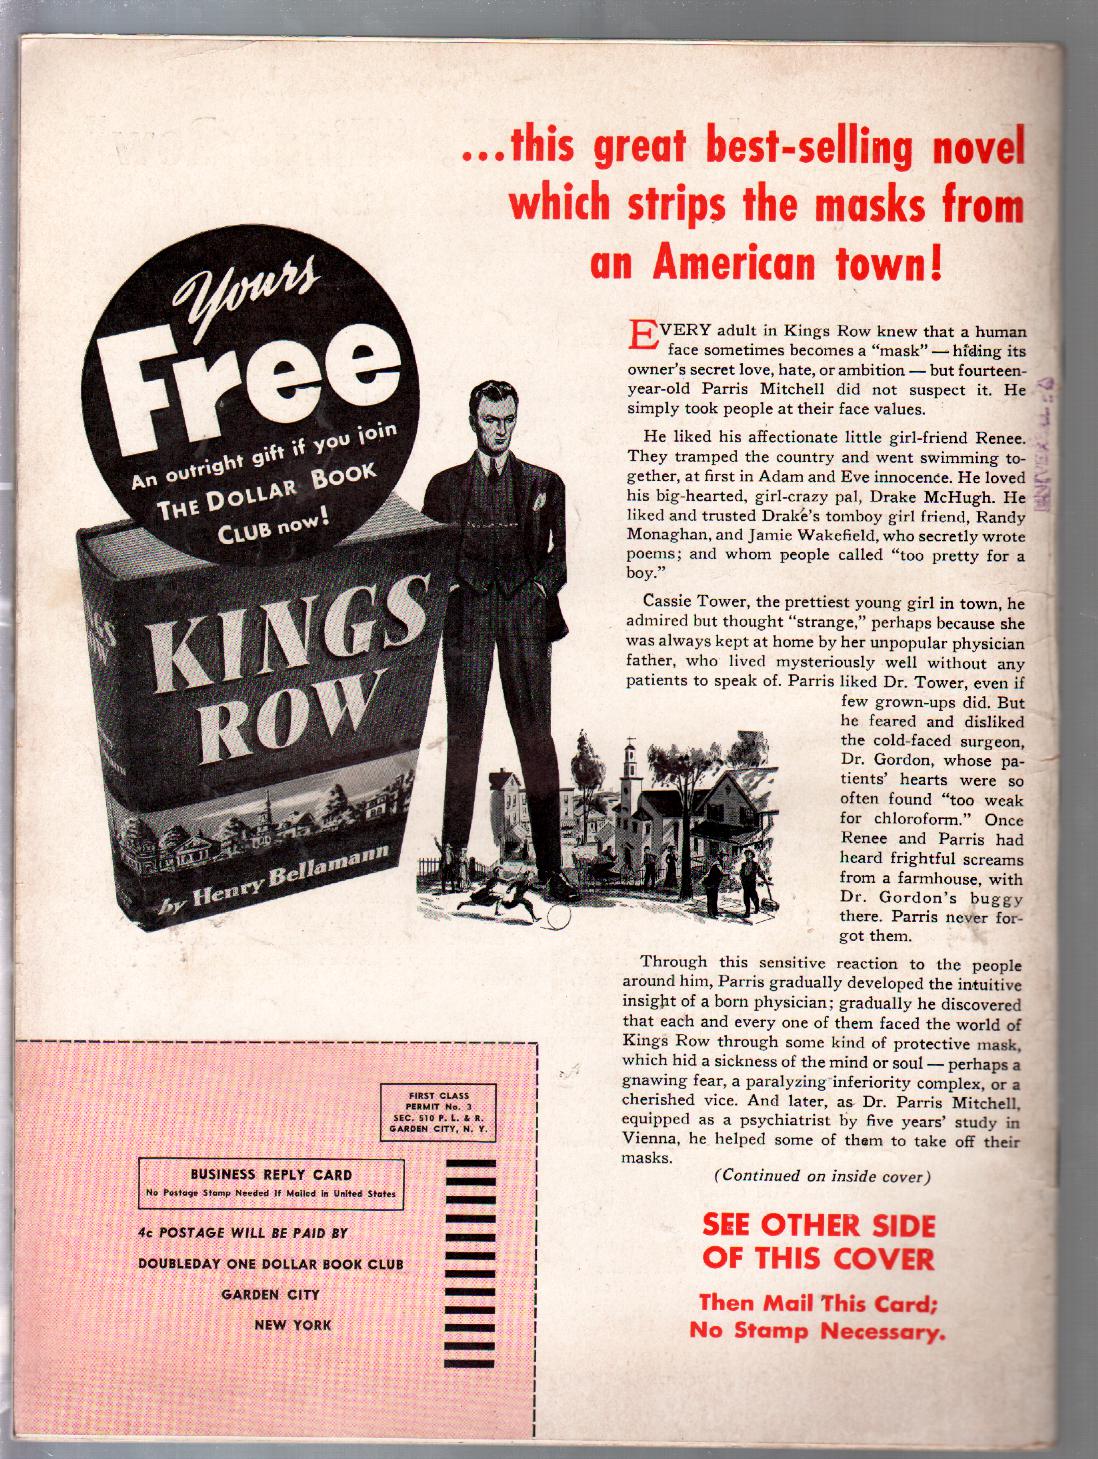 ...this great best-selling novel
which strips the masks from
an American town!
Yours
Free
An outright gift if you join
THE DOLLAR BOOK
CLUB now!
KINGS
ROW
by Henry Bellamann
EVERY adult in Kings Row knew that a human
face sometimes becomes a “mask” — hiding its
owner's secret love, hate, or ambition — but fourteen-
year-old Parris Mitchell did not suspect it. He
simply took people at their face values.
He liked his affectionate little girl-friend Renee.
They tramped the country and went swimming to-
gether, at first in Adam and Eve innocence. He loved
his big-hearted, girl-crazy pal, Drake McHugh. He
liked and trusted Drake's tomboy girl friend, Randy
Monaghan, and Jamie Wakefield, who secretly wrote
poems; and whom people called “too pretty for a
boy.”
Cassie Tower, the prettiest young girl in town, he
admired but thought “strange,” perhaps because she
was always kept at home by her unpopular physician
father, who lived mysteriously well without any
patients to speak of. Parris liked Dr. Tower, even if
few grown-ups did. But
he feared and disliked
the cold-faced surgeon,
Dr. Gordon, whose pa-
tients' hearts were so
often found “too weak
for chloroform.” Once
Renee and Parris had
heard frightful screams
from a farmhouse, with
Dr. Gordon's buggy
there. Parris never for-
got them.
Through this sensitive reaction to the people
around him, Parris gradually developed the intuitive
insight of a born physician; gradually he discovered
that each and every one of them faced the world of
Kings Row through some kind of protective mask,
which hid a sickness of the mind or soul — perhaps a
gnawing fear, a paralyzing inferiority complex, or a
cherished vice. And later, as Dr. Parris Mitchell,
equipped as a psychiatrist by five years' study in
Vienna, he helped some of them to take off their
masks.
(Continued on inside cover)
SEE OTHER SIDE
OF THIS COVER
Then Mail This Card;
No Stamp Necessary.
FIRST CLASS
PERMIT No. 3
SEC. 510 P. L. & R.
GARDEN CITY, N. Y.
BUSINESS REPLY CARD
No Postage Stamp Needed If Mailed in United States
4c POSTAGE WILL BE PAID BY
DOUBLEDAY ONE DOLLAR BOOK CLUB
GARDEN CITY
NEW YORK